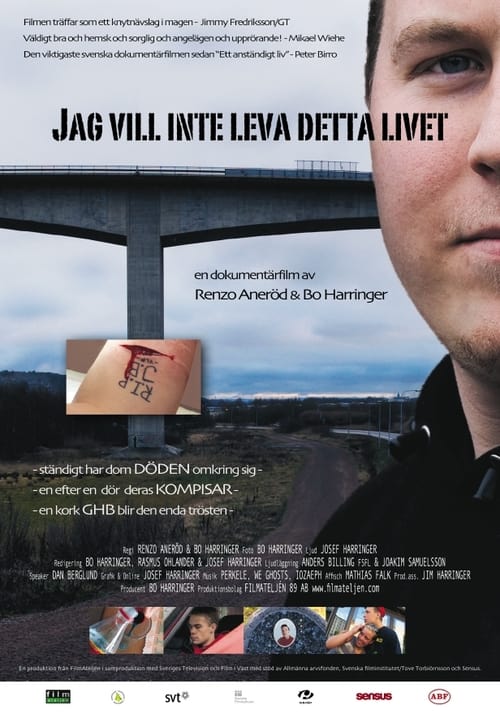 Filmen träffar som ett knytnävslag i magen - Jimmy Fredriksson/GT
Väldigt bra och hemsk och sorglig och angelägen och upprörande! - Mikael Wiehe
Den viktigaste svenska dokumentärfilmen sedan "Ett anständigt liv" - Peter Birro
JAG VILL INTE LEVA DETTA LIVET
en dokumentärfilm av
Renzo Aneröd & Bo Harringer
R.I.P
J.B.
- ständigt har dom DÖDEN omkring sig -
- en efter en dör deras KOMPISAR -
- en kork GHB blir den enda trösten -
Regi RENZO ANERÖD & BO HARRINGER Foto BO HARRINGER Ljud JOSEF HARRINGER
Redigering BO HARRINGER, RASMUS OHLANDER & JOSEF HARRINGER Ljudläggning ANDERS BILLING FSFL & JOAKIM SAMUELSSON
Speaker DAN BERGLUND Grafik & Online JOSEF HARRINGER Musik PERKELE, WE GHOSTS, IOZAEPH Affisch MATHIAS FALK Prod.ass. JIM HARRINGER
Producent BO HARRINGER Produktionsbolag FILMATELJÉN 89 AB www.filmateljen.com
En produktion från FilmAteljén i samproduktion med Sveriges Television och Film i Väst med stöd av Allmänna arvsfonden, Svenska filminstitutet/Tove Torbiörnsson och Sensus.
film
svt
sensus
ABF